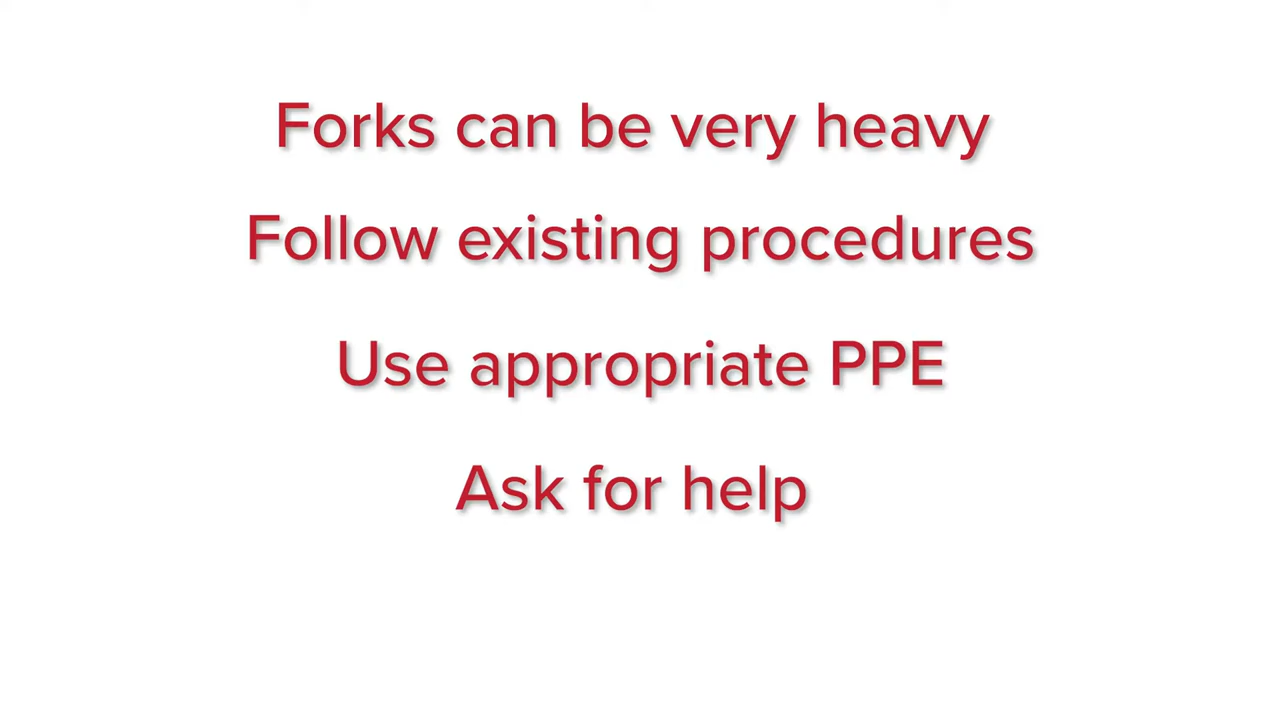 Forks can be very heavy
Follow existing procedures
Use appropriate PPE
Ask for help